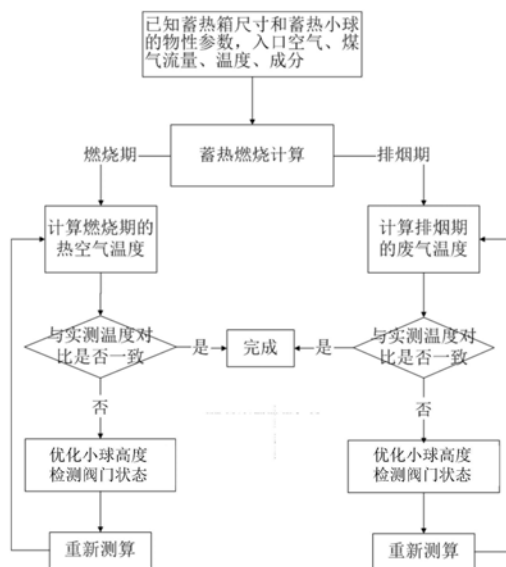 已知蓄热箱尺寸和蓄热小球
的物性参数，入口空气、煤
气流量、温度、成分
燃烧期
蓄热燃烧计算
排烟期
计算燃烧期的
热空气温度
计算排烟期
的废气温度
与实测温度对
比是否一致
是
完成
是
与实测温度对
比是否一致
否
否
优化小球高度
检测阀门状态
优化小球高度
检测阀门状态
重新测算
重新测算